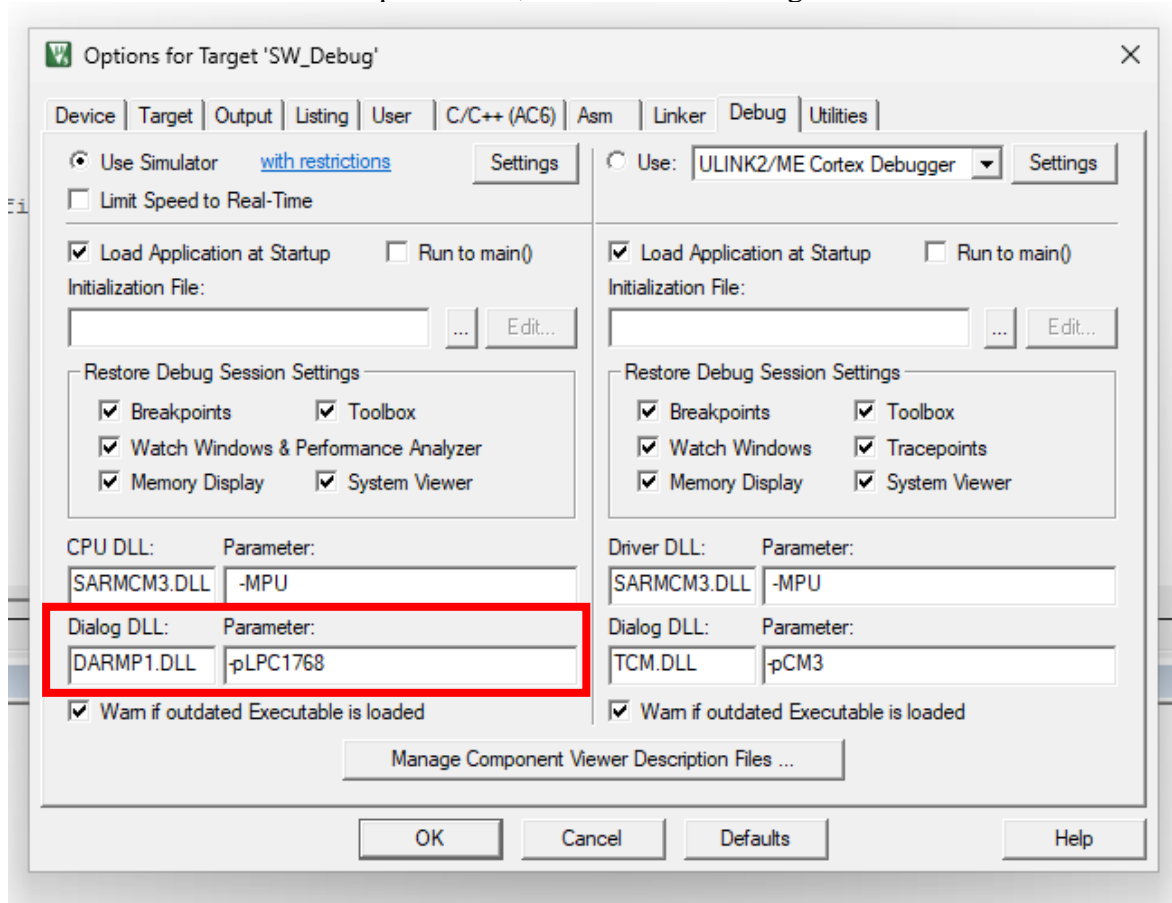 Options for Target 'SW_Debug'
Device Target Output Listing User C/C++ (AC6) Asm Linker Debug Utilities
Use Simulator with restrictions Settings
Limit Speed to Real-Time
Load Application at Startup Run to main()
Initialization File:
... Edit...
Restore Debug Session Settings
Breakpoints Toolbox
Watch Windows & Performance Analyzer
Memory Display System Viewer
CPU DLL: Parameter:
SARMCM3.DLL -MPU
Dialog DLL: Parameter:
DARMP1.DLL -pLPC1768
Warn if outdated Executable is loaded
Use: ULINK2/ME Cortex Debugger Settings
Load Application at Startup Run to main()
Initialization File:
... Edit...
Restore Debug Session Settings
Breakpoints Toolbox
Watch Windows Tracepoints
Memory Display System Viewer
Driver DLL: Parameter:
SARMCM3.DLL -MPU
Dialog DLL: Parameter:
TCM.DLL -pCM3
Warn if outdated Executable is loaded
Manage Component Viewer Description Files ...
OK Cancel Defaults Help